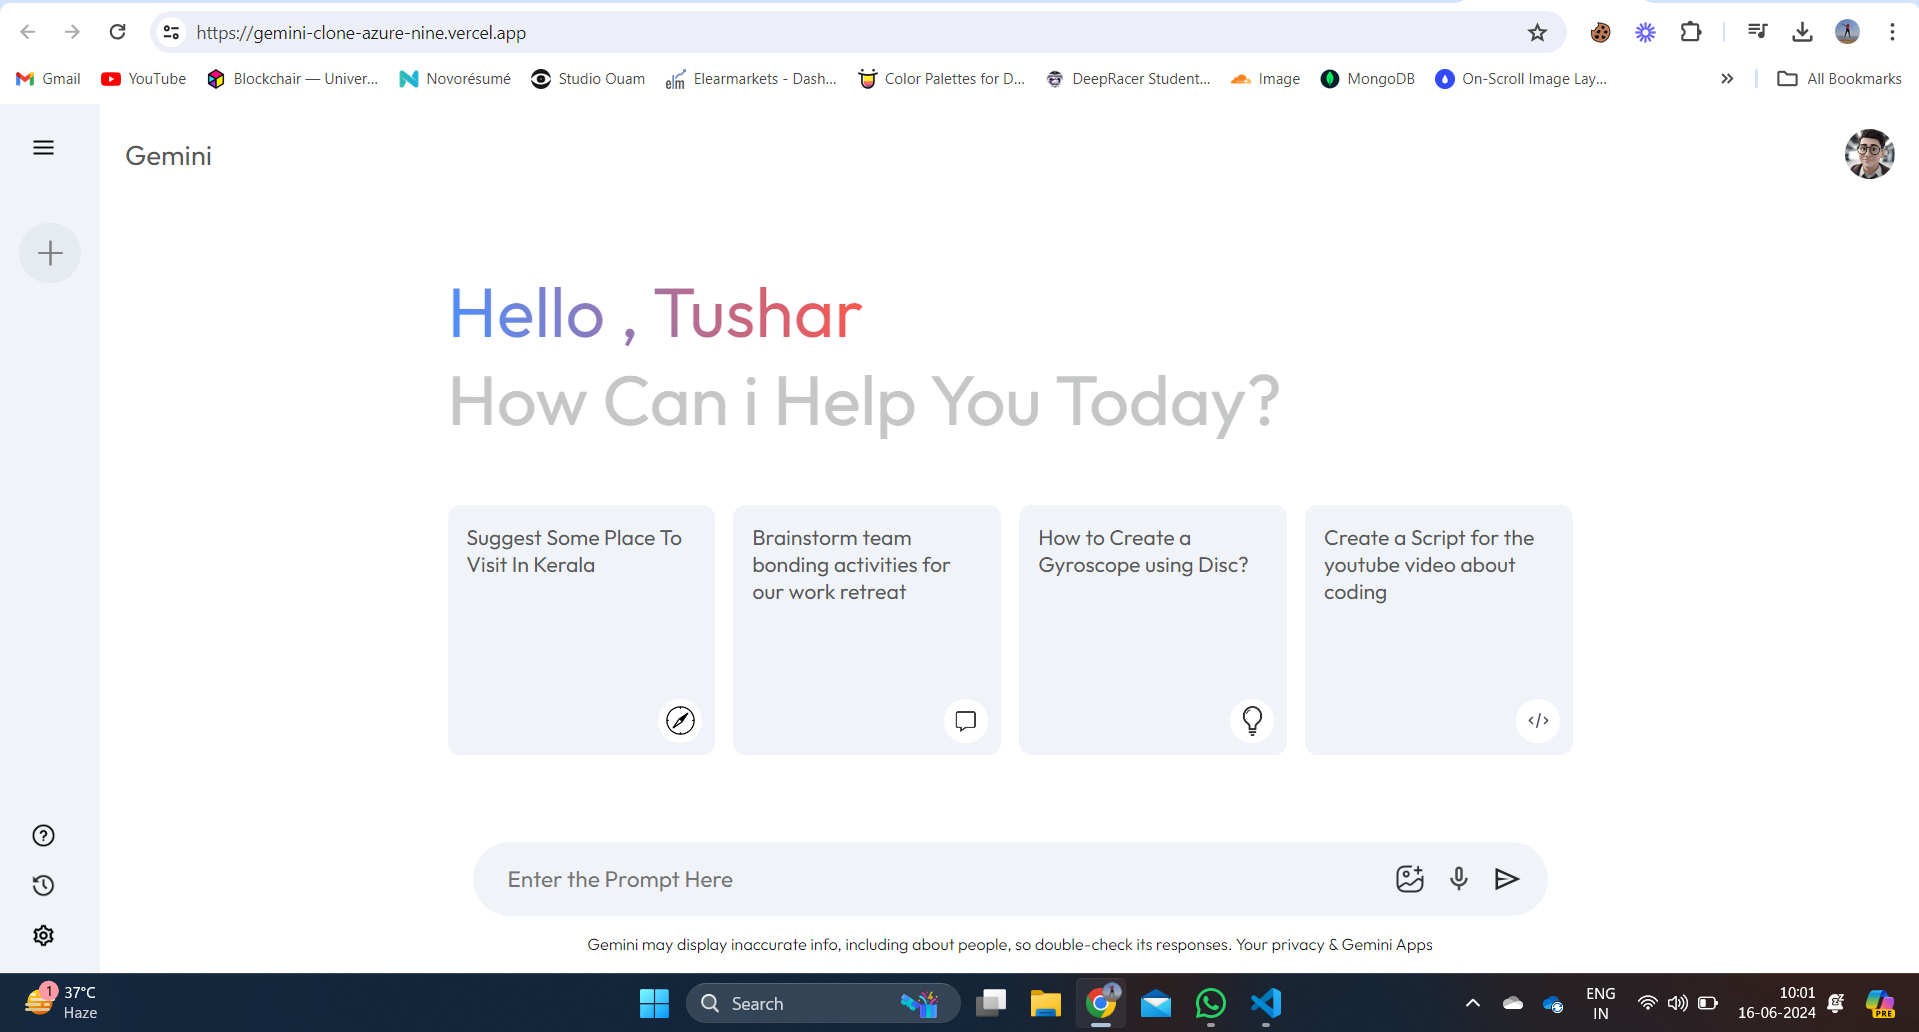 https://gemini-clone-azure-nine.vercel.app
Gmail
YouTube
Blockchair — Univer...
Novorésumé
Studio Ouam
elm
Elearmarkets - Dash...
Color Palettes for D...
DeepRacer Student...
Image
MongoDB
On-Scroll Image Lay...
All Bookmarks
Gemini
Hello , Tushar
How Can i Help You Today?
Suggest Some Place To
Visit In Kerala
Brainstorm team
bonding activities for
our work retreat
How to Create a
Gyroscope using Disc?
Create a Script for the
youtube video about
coding
Enter the Prompt Here
Gemini may display inaccurate info, including about people, so double-check its responses. Your privacy & Gemini Apps
1
37°C
Haze
Search
ENG
IN
10:01
16-06-2024
PRE